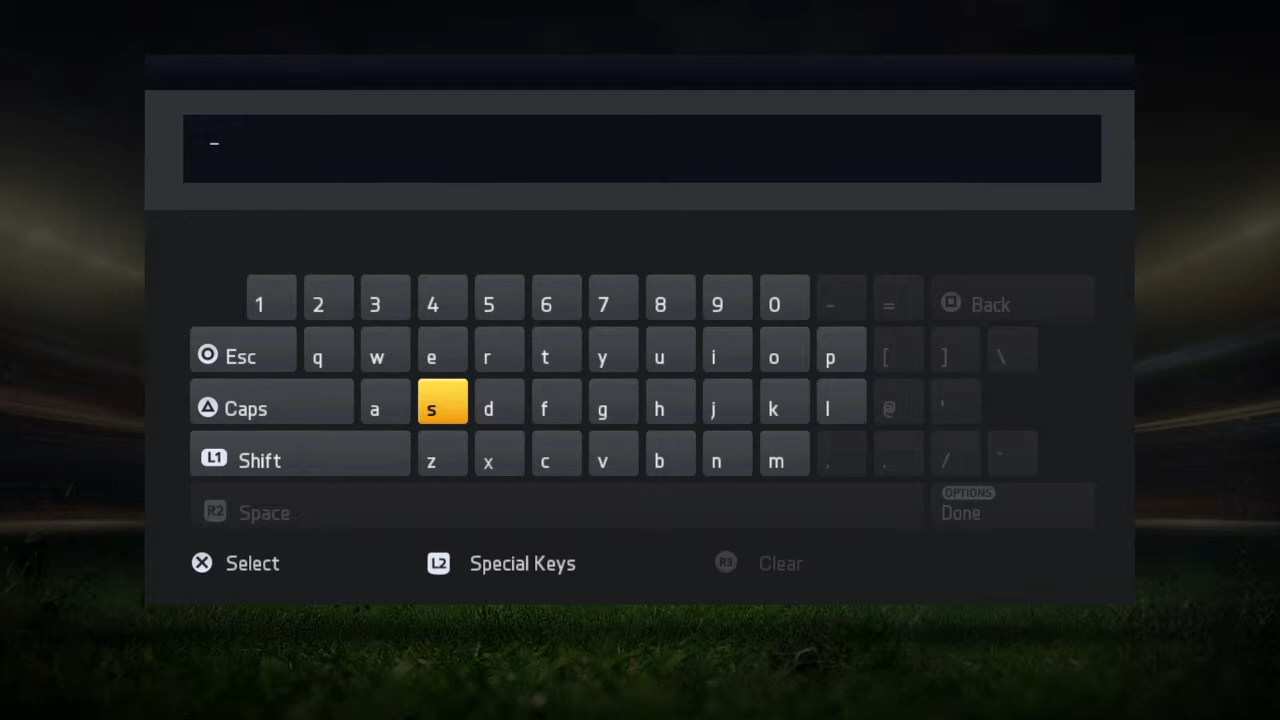 _
1 2 3 4 5 6 7 8 9 0 - = Back
Esc q w e r t y u i o p [ ] \
Caps a s d f g h j k l @ '
L1 Shift z x c v b n m , . / `
R2 Space OPTIONS Done
Select L2 Special Keys R3 Clear